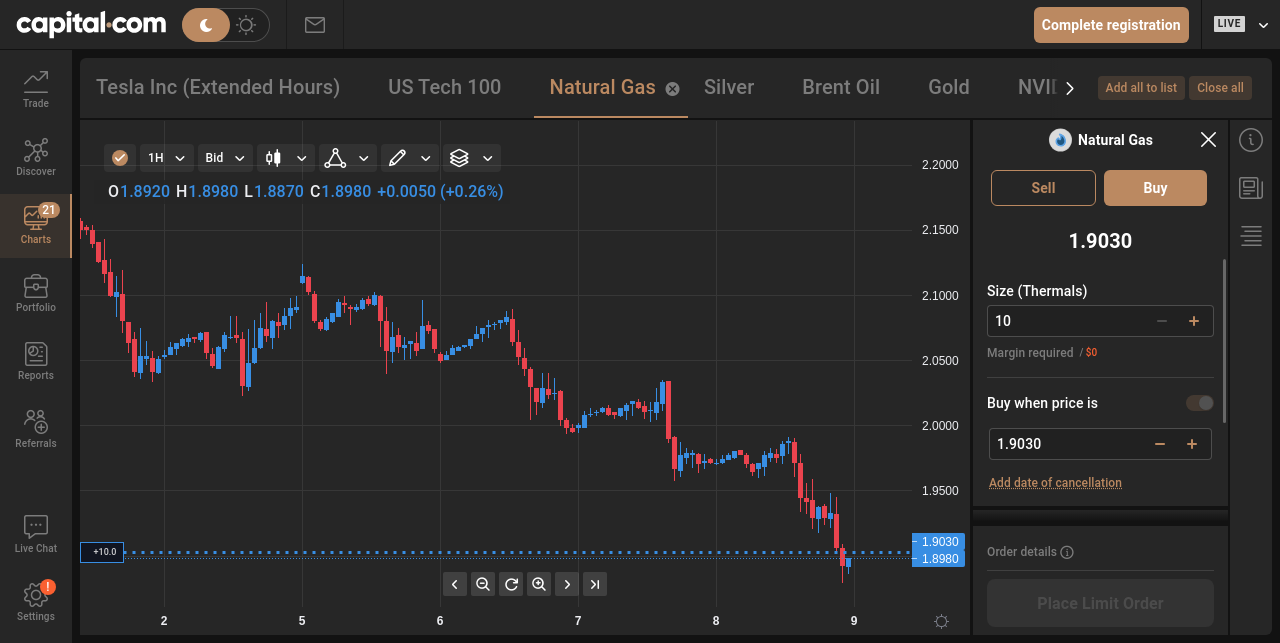 capital.com
Complete registration
LIVE
Trade
Discover
21
Charts
Portfolio
Reports
Referrals
Live Chat
!
Settings
Tesla Inc (Extended Hours)
US Tech 100
Natural Gas
Silver
Brent Oil
Gold
Add all to list
Close all
1H
Bid
O1.8920 H1.8980 L1.8870 C1.8980 +0.0050 (+0.26%)
2.2000
2.1500
2.1000
2.0500
2.0000
1.9500
1.9030
1.8980
+10.0
2 5 6 7 8 9
Natural Gas
Sell
Buy
1.9030
Size (Thermals)
10
Margin required / $0
Buy when price is
1.9030
Add date of cancellation
Order details
Place Limit Order